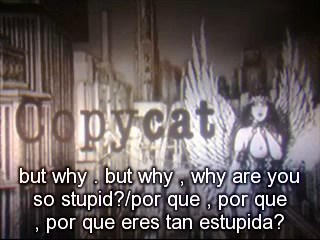 Copycat
but why . but why , why are you
so stupid?/por que , por que
, por que eres tan estupida?